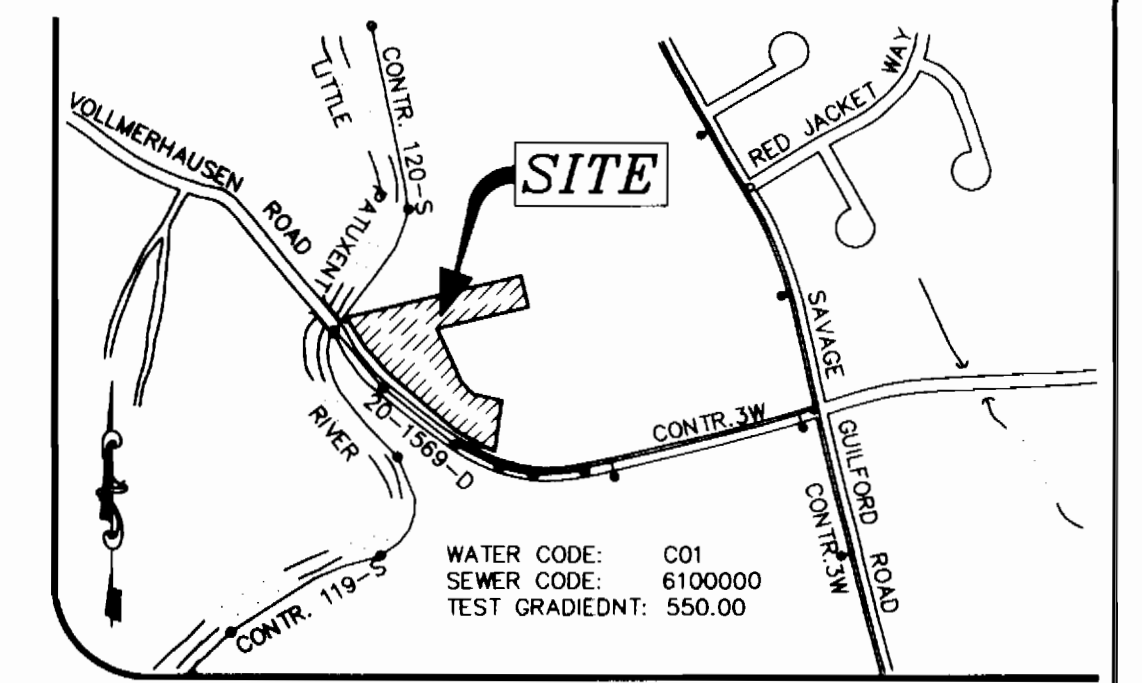 VOLLMERHAUSEN ROAD
LITTLE PATUXENT RIVER
CONTR. 120-S
SITE
RED JACKET WAY
SAVAGE GUILFORD ROAD
CONTR.3W
20-1569-D
CONTR.3W
CONTR. 119-S
WATER CODE: C01
SEWER CODE: 6100000
TEST GRADIEDNT: 550.00